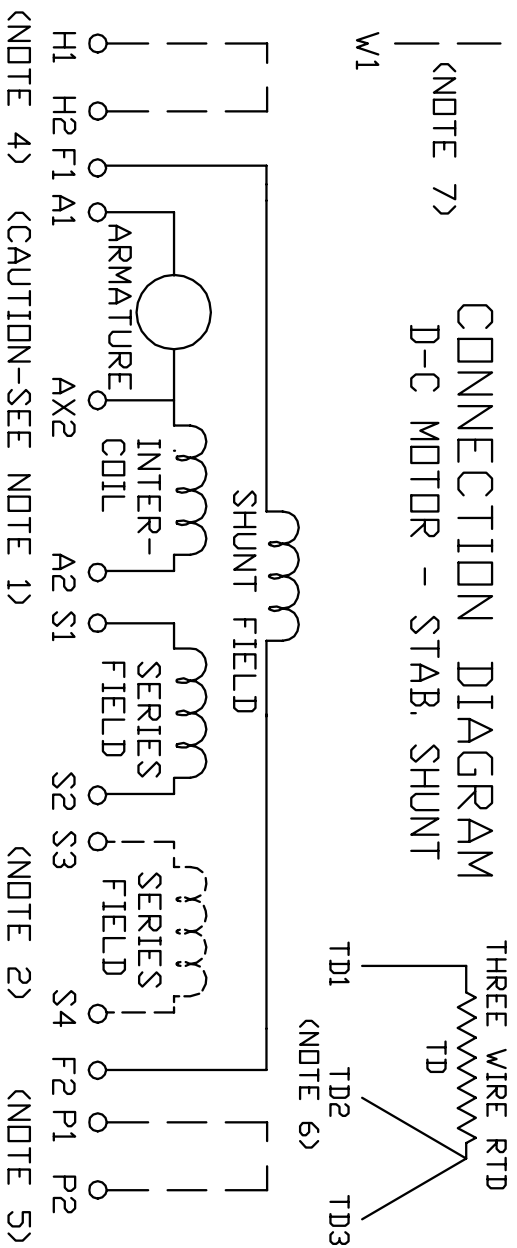 CONNECTION DIAGRAM
D-C MOTOR - STAB. SHUNT
W1
(NOTE 7)
THREE WIRE RTD
TD
TD1
TD2
TD3
(NOTE 6)
SHUNT FIELD
ARMATURE
INTER-
COIL
SERIES
FIELD
SERIES
FIELD
H1 H2 F1 A1 AX2 A2 S1 S2 S3 S4 F2 P1 P2
(NOTE 4) (CAUTION-SEE NOTE 1) (NOTE 2) (NOTE 5)